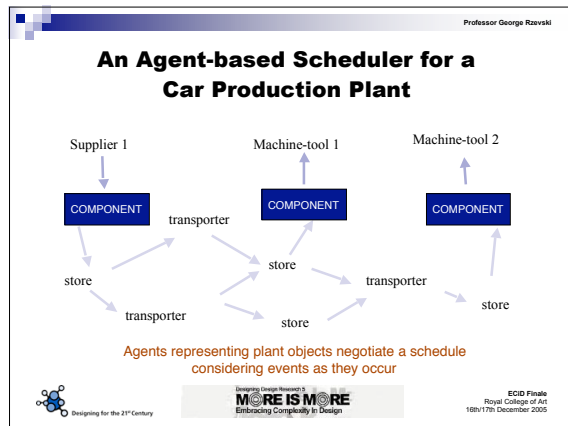 Professor George Rzevski
An Agent-based Scheduler for a
Car Production Plant
Supplier 1
Machine-tool 1
Machine-tool 2
COMPONENT
COMPONENT
COMPONENT
transporter
store
store
transporter
store
transporter
store
Agents representing plant objects negotiate a schedule
considering events as they occur
Designing for the 21st Century
Designing Design Research 5
MORE IS MORE
Embracing Complexity In Design
ECiD Finale
Royal College of Art
16th/17th December 2005